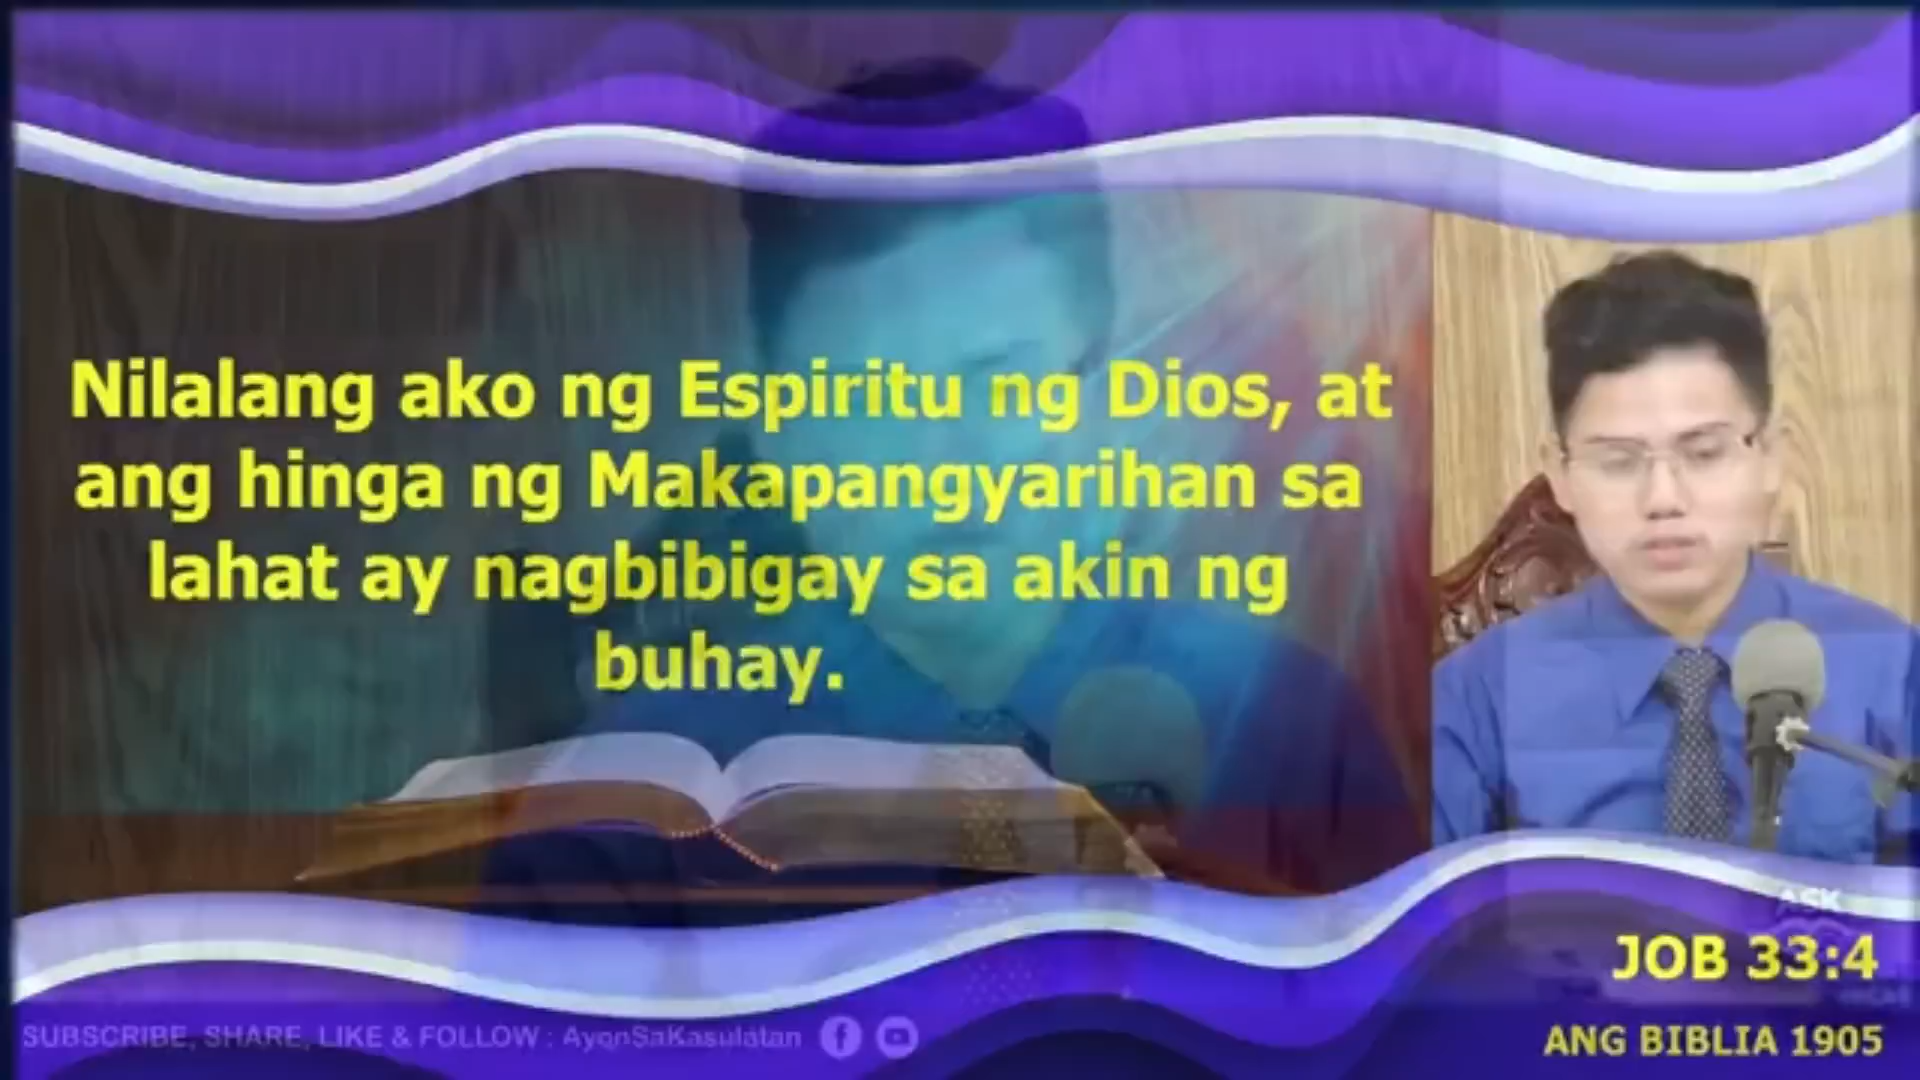 Nilalang ako ng Espiritu ng Dios, at
ang hinga ng Makapangyarihan sa
lahat ay nagbibigay sa akin ng
buhay.
ASK
JOB 33:4
SUBSCRIBE, SHARE, LIKE & FOLLOW : AyonSaKasulatan
ANG BIBLIA 1905